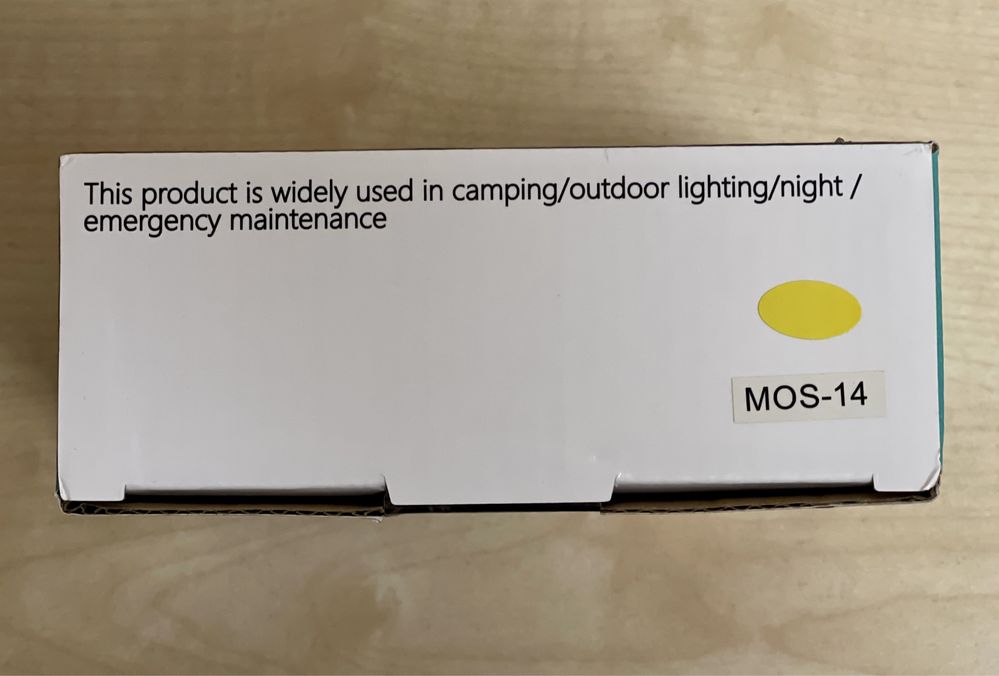 This product is widely used in camping/outdoor lighting/night /
emergency maintenance
MOS-14